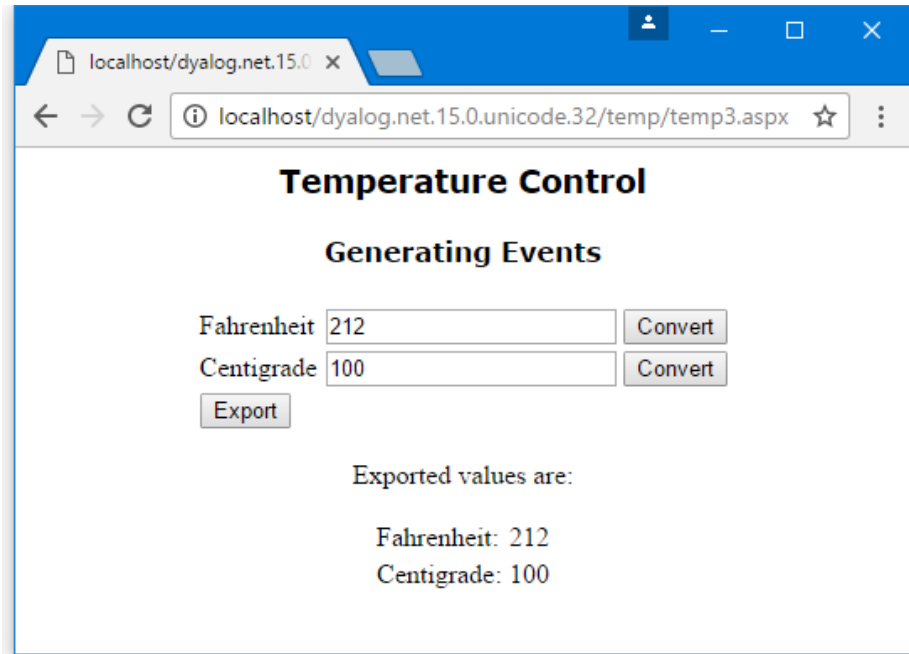 localhost/dyalog.net.15.0
localhost/dyalog.net.15.0.unicode.32/temp/temp3.aspx
Temperature Control
Generating Events
Fahrenheit 212 Convert
Centigrade 100 Convert
Export
Exported values are:
Fahrenheit: 212
Centigrade: 100